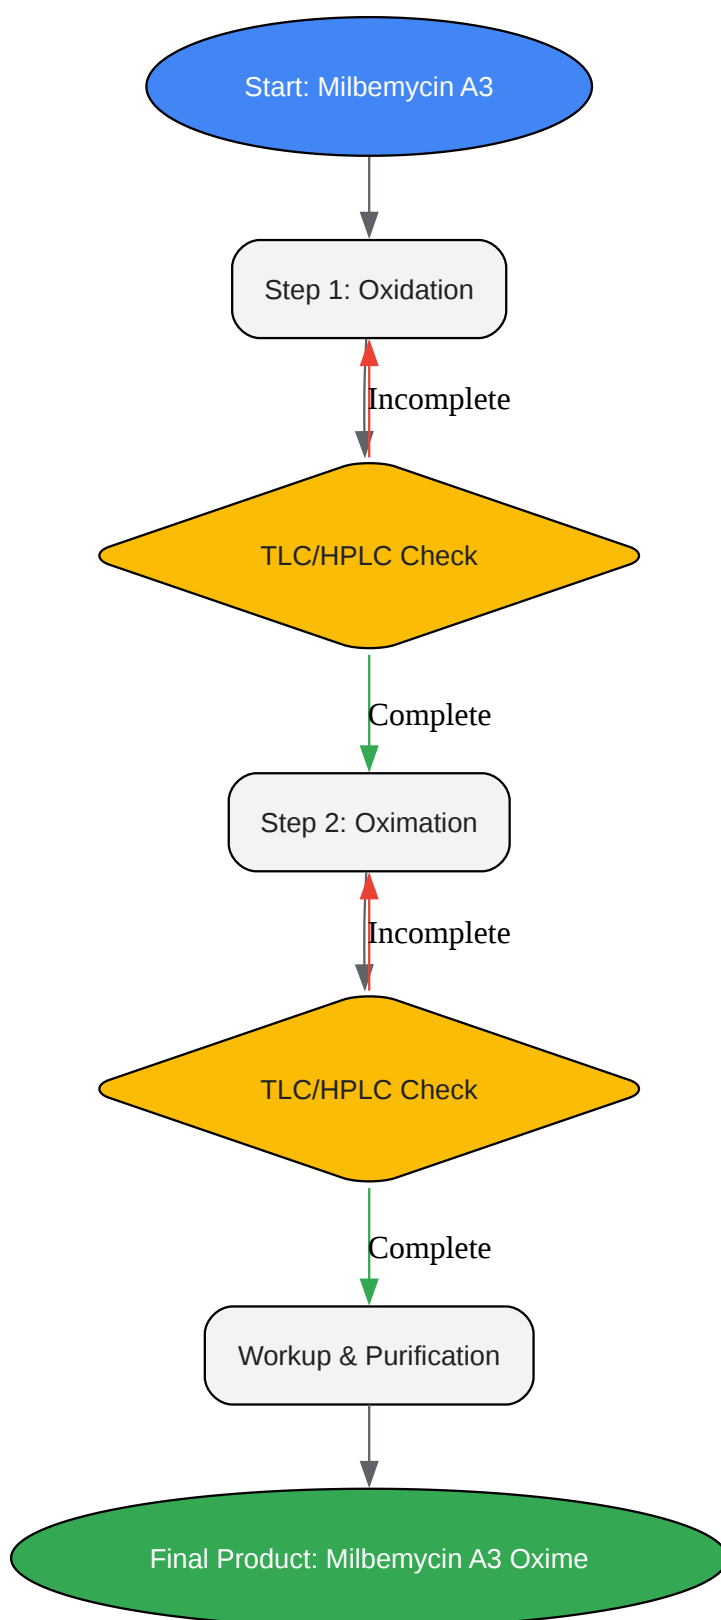 Start: Milbemycin A3
Step 1: Oxidation
Incomplete
TLC/HPLC Check
Complete
Step 2: Oximation
Incomplete
TLC/HPLC Check
Complete
Workup & Purification
Final Product: Milbemycin A3 Oxime